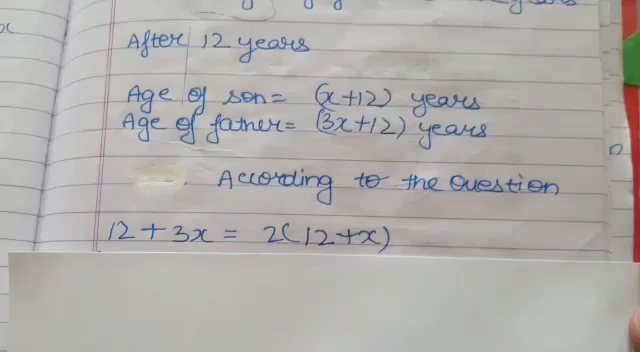 After 12 years
Age of son = (x+12) years
Age of father = (3x+12) years
According to the Question
12 + 3x = 2(12+x)